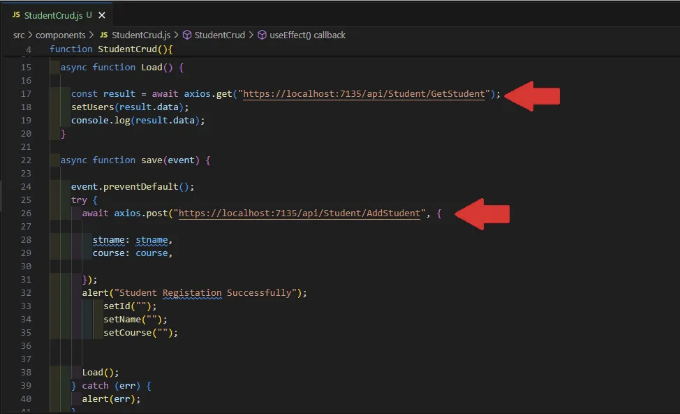 JS StudentCrud.js U X
src > components > JS StudentCrud.js > StudentCrud > useEffect() callback
4 function StudentCrud(){
15 async function Load() {
16
17 const result = await axios.get("https://localhost:7135/api/Student/GetStudent");
18 setUsers(result.data);
19 console.log(result.data);
20 }
21
22 async function save(event) {
23
24 event.preventDefault();
25 try {
26 await axios.post("https://localhost:7135/api/Student/AddStudent", {
27
28 stname: stname,
29 course: course,
30
31 });
32 alert("Student Registation Successfully");
33 setId("");
34 setName("");
35 setCourse("");
36
37
38 Load();
39 } catch (err) {
40 alert(err);
41 }